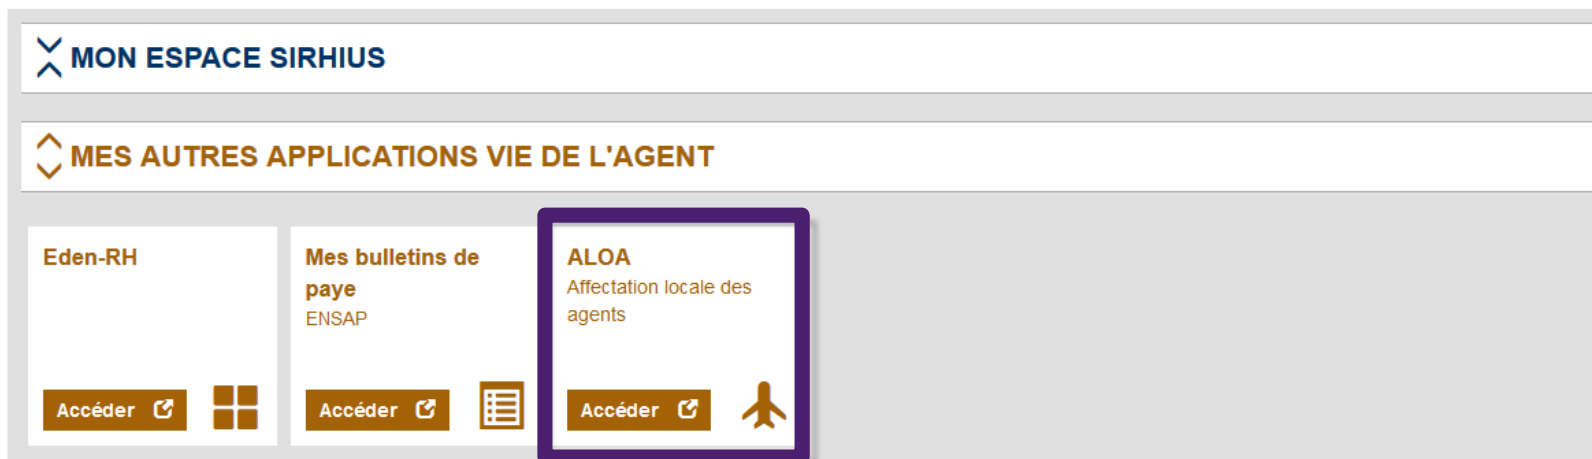 MON ESPACE SIRHIUS
MES AUTRES APPLICATIONS VIE DE L'AGENT
Eden-RH
Accéder
Mes bulletins de
paye
ENSAP
Accéder
ALOA
Affectation locale des
agents
Accéder